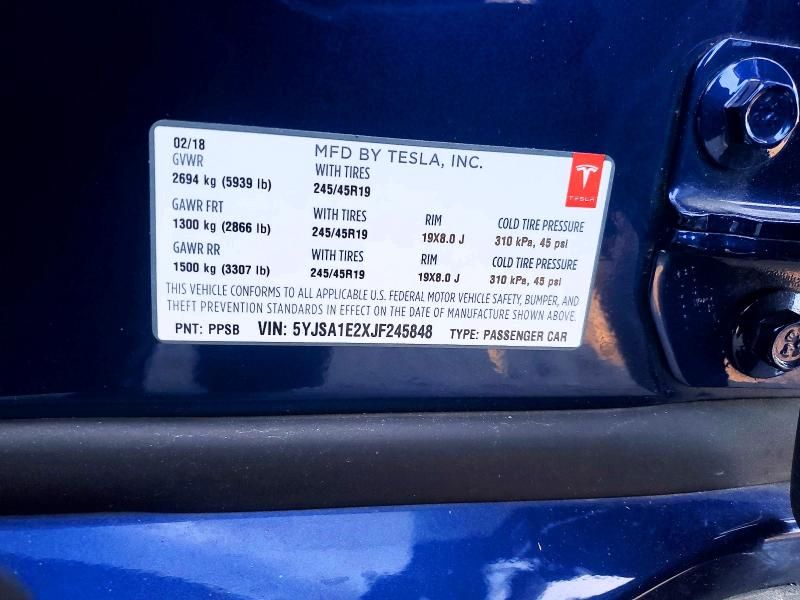 02/18
MFD BY TESLA, INC.
TESLA
GVWR
2694 kg (5939 lb)
WITH TIRES
245/45R19
GAWR FRT
1300 kg (2866 lb)
WITH TIRES
245/45R19
RIM
19X8.0 J
COLD TIRE PRESSURE
310 kPa, 45 psi
GAWR RR
1500 kg (3307 lb)
WITH TIRES
245/45R19
RIM
19X8.0 J
COLD TIRE PRESSURE
310 kPa, 45 psi
THIS VEHICLE CONFORMS TO ALL APPLICABLE U.S. FEDERAL MOTOR VEHICLE SAFETY, BUMPER, AND
THEFT PREVENTION STANDARDS IN EFFECT ON THE DATE OF MANUFACTURE SHOWN ABOVE.
PNT: PPSB VIN: 5YJSA1E2XJF245848 TYPE: PASSENGER CAR